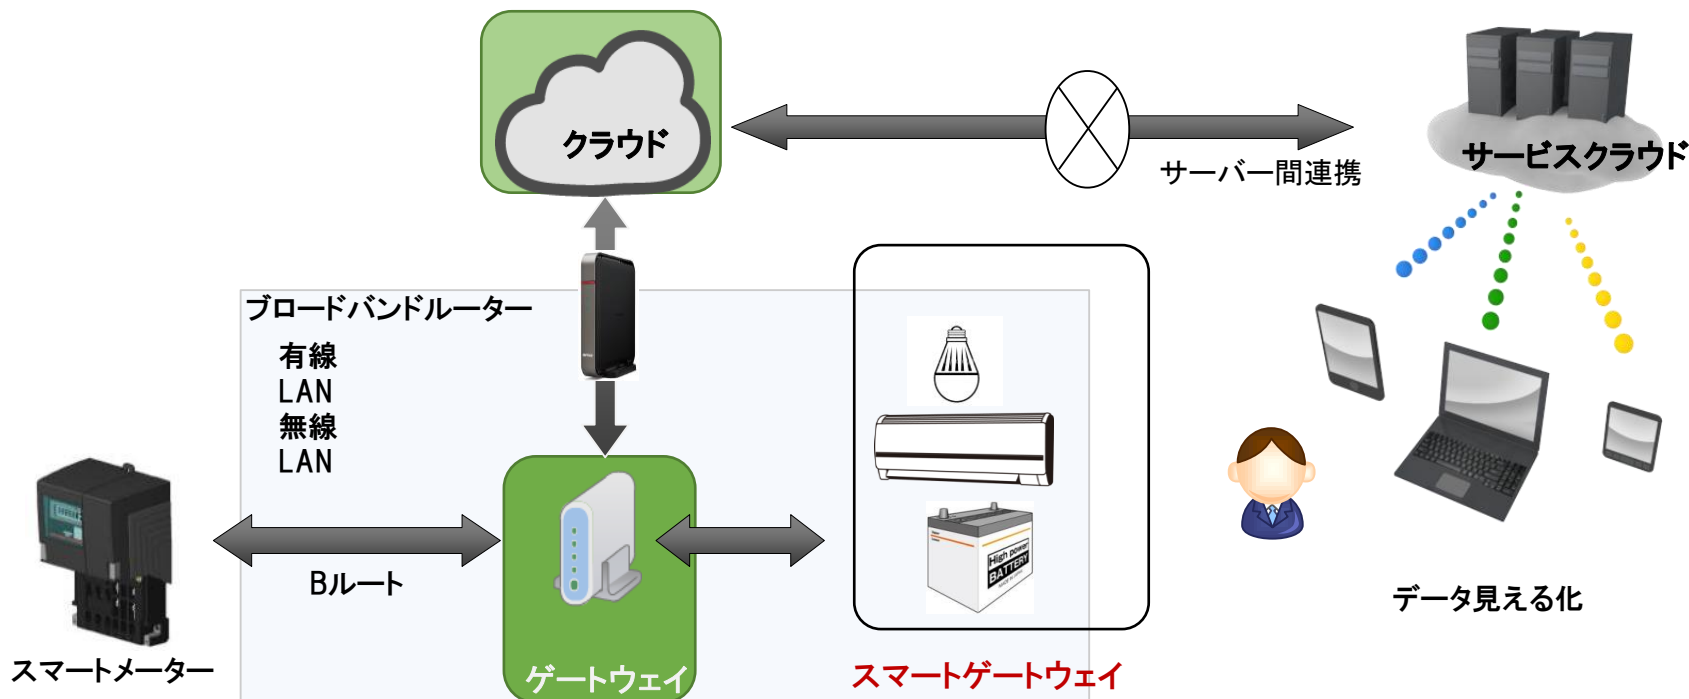 クラウド
サーバー間連携
サービスクラウド
ブロードバンドルーター
有線
LAN
無線
LAN
High power
BATTERY
Bルート
データ見える化
スマートメーター
ゲートウェイ
スマートゲートウェイ